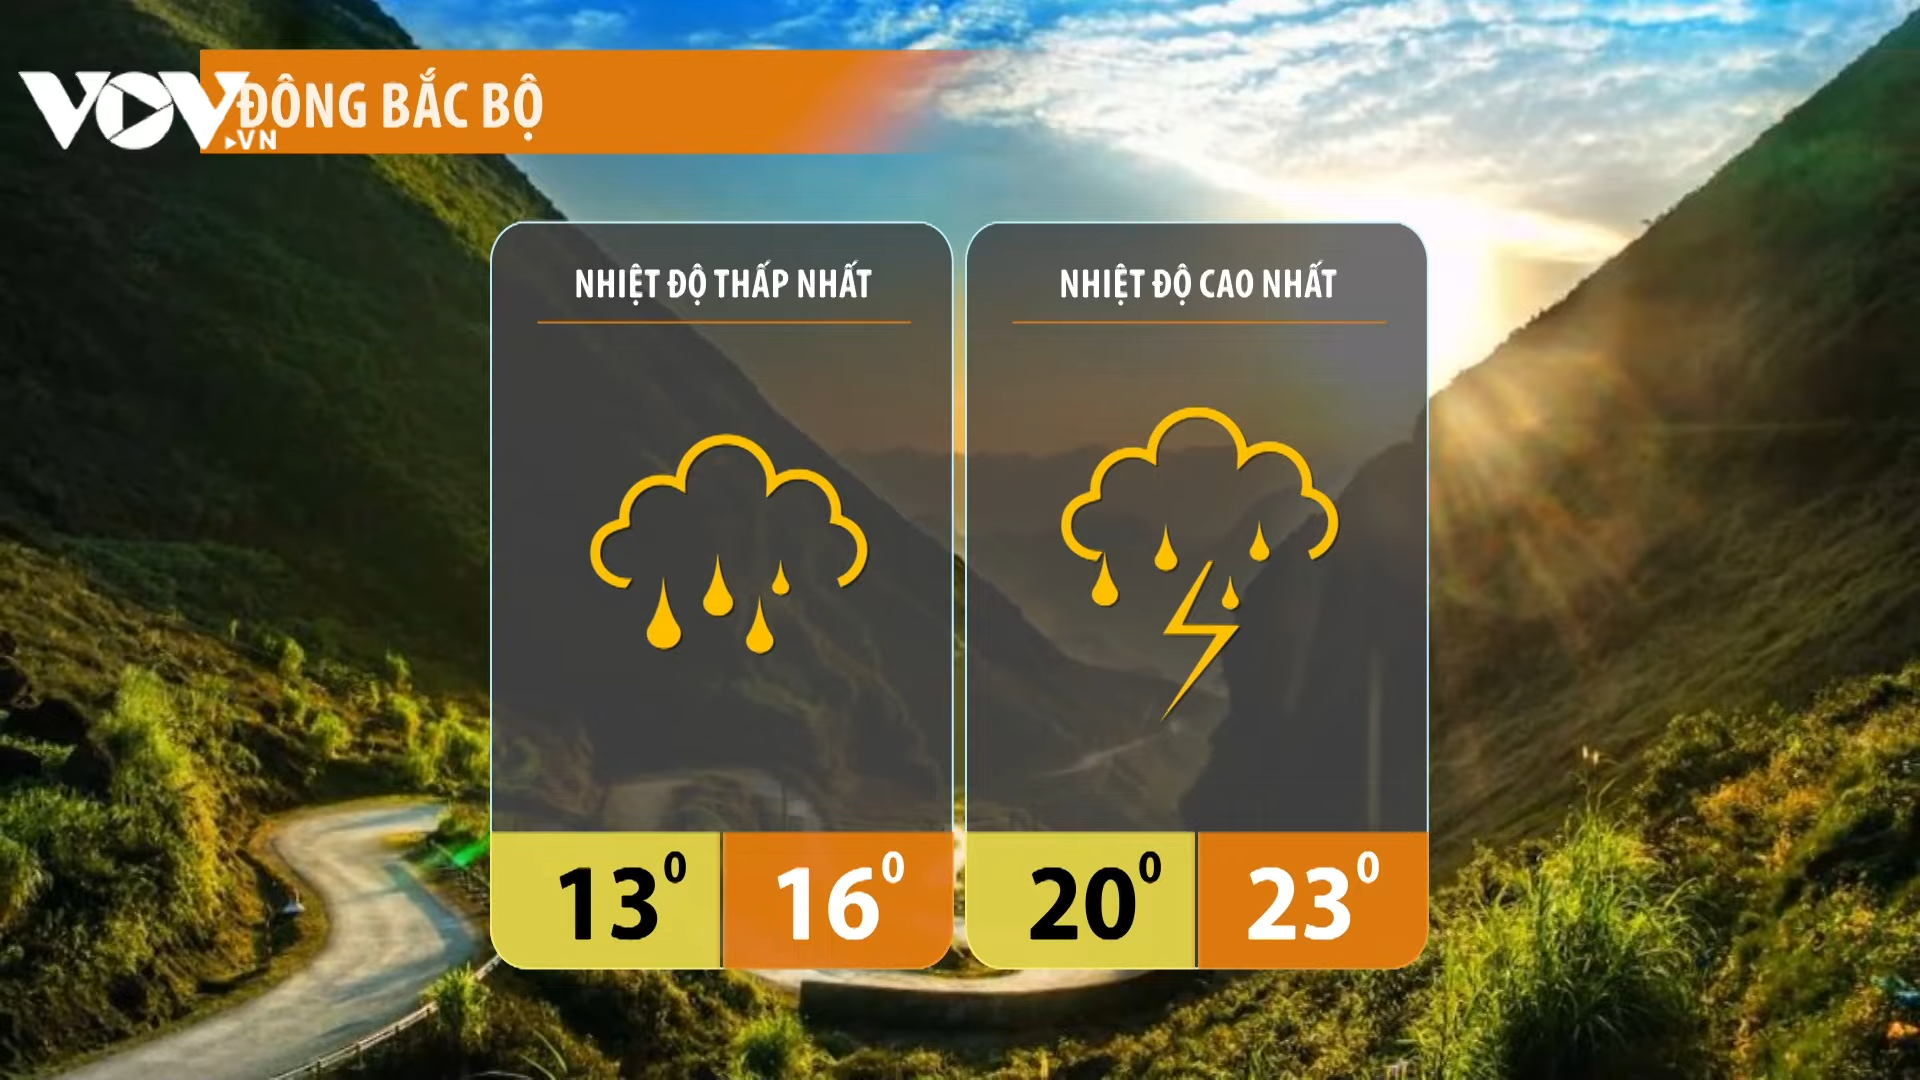 VOV
.VN
ĐÔNG BẮC BỘ
NHIỆT ĐỘ THẤP NHẤT
NHIỆT ĐỘ CAO NHẤT
13⁰
16⁰
20⁰
23⁰